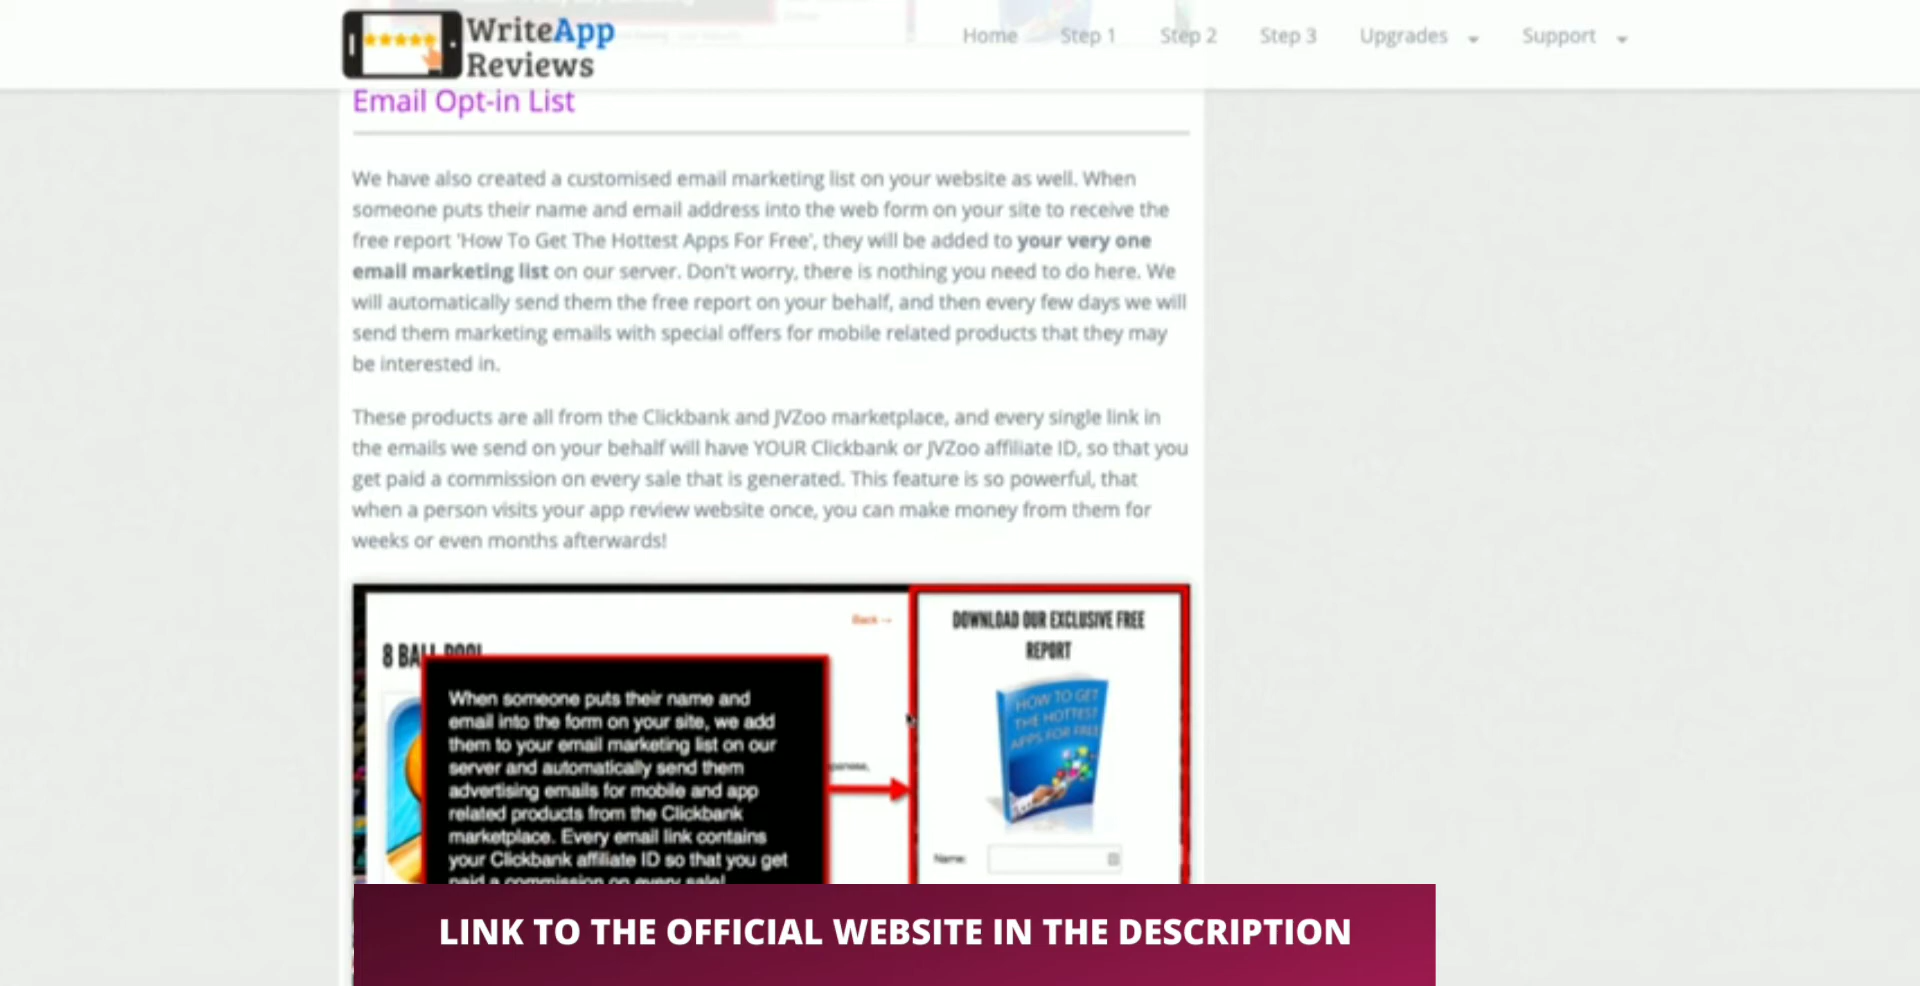 WriteApp
Reviews
Home Step 1 Step 2 Step 3 Upgrades Support
Email Opt-in List
We have also created a customised email marketing list on your website as well. When
someone puts their name and email address into the web form on your site to receive the
free report 'How To Get The Hottest Apps For Free', they will be added to your very one
email marketing list on our server. Don't worry, there is nothing you need to do here. We
will automatically send them the free report on your behalf, and then every few days we will
send them marketing emails with special offers for mobile related products that they may
be interested in.
These products are all from the Clickbank and JVZoo marketplace, and every single link in
the emails we send on your behalf will have YOUR Clickbank or JVZoo affiliate ID, so that you
get paid a commission on every sale that is generated. This feature is so powerful, that
when a person visits your app review website once, you can make money from them for
weeks or even months afterwards!
Back →
8 BALL POOL
When someone puts their name and
email into the form on your site, we add
them to your email marketing list on our
server and automatically send them
advertising emails for mobile and app
related products from the Clickbank
marketplace. Every email link contains
your Clickbank affiliate ID so that you get
paid a commission on every sale!
DOWNLOAD OUR EXCLUSIVE FREE
REPORT
HOW TO GET
THE HOTTEST
APPS FOR FREE
Name:
LINK TO THE OFFICIAL WEBSITE IN THE DESCRIPTION